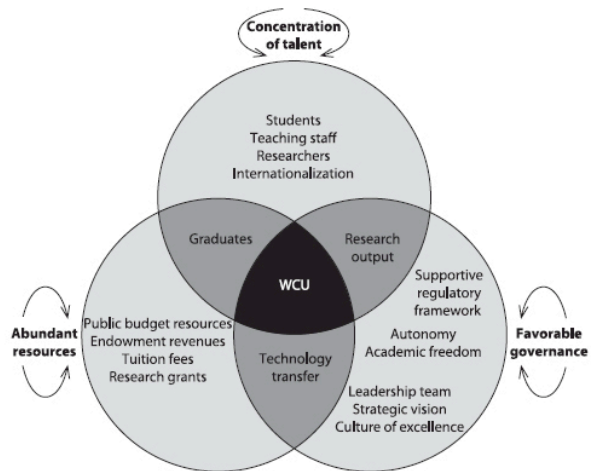 Concentration
of talent
Students
Teaching staff
Researchers
Internationalization
Graduates
Research
output
WCU
Supportive
regulatory
framework
Autonomy
Academic freedom
Leadership team
Strategic vision
Culture of excellence
Favorable
governance
Abundant
resources
Public budget resources
Endowment revenues
Tuition fees
Research grants
Technology
transfer